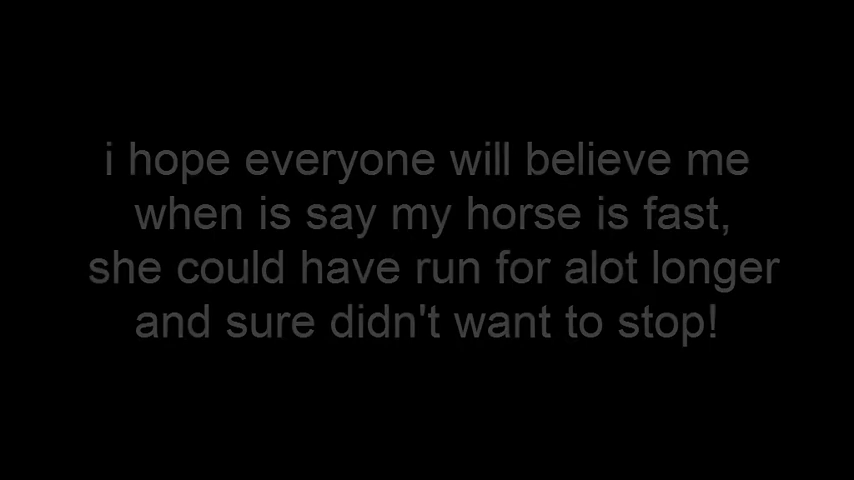 i hope everyone will believe me
when is say my horse is fast,
she could have run for alot longer
and sure didn't want to stop!